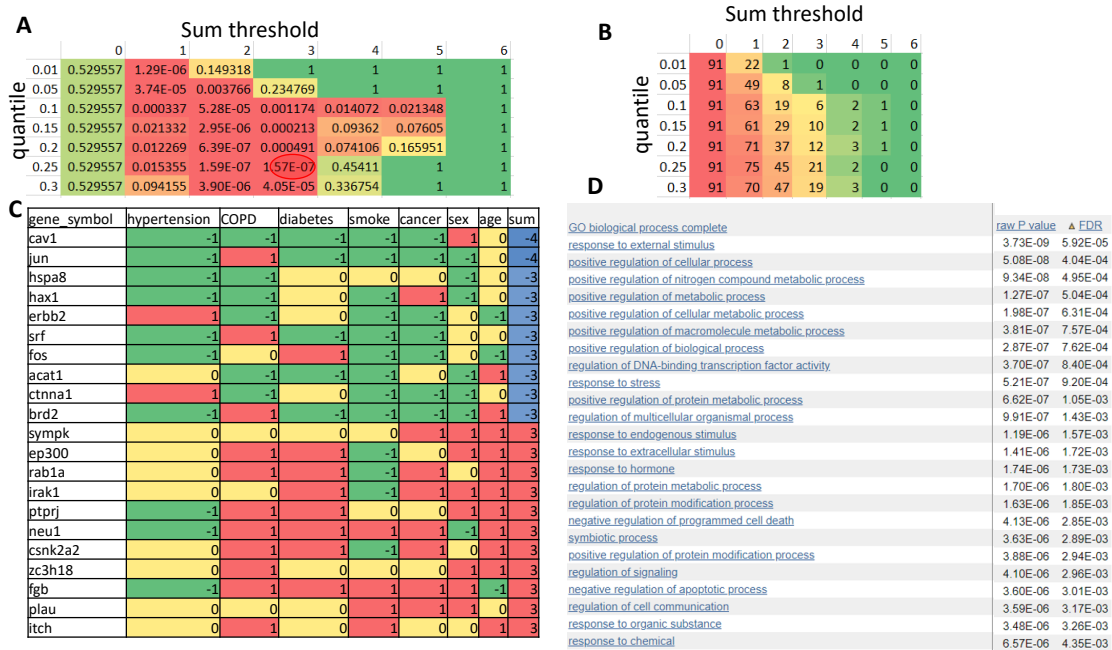 A
Sum threshold
0 1 2 3 4 5 6
quantile
0.01 0.529557 1.29E-06 0.149318 1 1 1 1
0.05 0.529557 3.74E-05 0.003766 0.234769 1 1 1
0.1 0.529557 0.000337 5.28E-05 0.001174 0.014072 0.021348 1
0.15 0.529557 0.021332 2.95E-06 0.000213 0.09362 0.07605 1
0.2 0.529557 0.012269 6.39E-07 0.000491 0.074106 0.165951 1
0.25 0.529557 0.015355 1.59E-07 1.57E-07 0.45411 1 1
0.3 0.529557 0.094155 3.90E-06 4.05E-05 0.336754 1 1
B
Sum threshold
0 1 2 3 4 5 6
quantile
0.01 91 22 1 0 0 0 0
0.05 91 49 8 1 0 0 0
0.1 91 63 19 6 2 1 0
0.15 91 61 29 10 2 1 0
0.2 91 71 37 12 3 1 0
0.25 91 75 45 21 2 0 0
0.3 91 70 47 19 3 0 0
C
gene_symbol hypertension COPD diabetes smoke cancer sex age sum
cav1 -1 -1 -1 -1 -1 1 0 -4
jun -1 1 -1 -1 -1 -1 0 -4
hspa8 -1 -1 0 0 0 -1 0 -3
hax1 -1 -1 0 -1 1 -1 0 -3
erbb2 1 -1 0 -1 -1 0 -1 -3
srf -1 1 -1 -1 -1 0 0 -3
fos -1 0 1 -1 -1 0 -1 -3
acat1 0 -1 -1 -1 0 -1 1 -3
ctnna1 1 -1 0 -1 -1 -1 0 -3
brd2 -1 1 -1 -1 -1 -1 1 -3
sympk 0 0 0 0 1 1 1 3
ep300 0 1 1 -1 0 1 1 3
rab1a 0 1 1 -1 1 0 1 3
irak1 0 0 1 -1 1 1 1 3
ptprj -1 1 1 0 0 1 1 3
neu1 -1 1 1 1 1 -1 1 3
csnk2a2 0 1 1 -1 1 0 1 3
zc3h18 0 1 0 0 0 1 1 3
fgb -1 1 1 1 1 1 -1 3
plau 0 0 0 1 1 1 0 3
itch 0 1 0 1 0 0 1 3
D
GO biological process complete raw P value ▵ FDR
response to external stimulus 3.73E-09 5.92E-05
positive regulation of cellular process 5.08E-08 4.04E-04
positive regulation of nitrogen compound metabolic process 9.34E-08 4.95E-04
positive regulation of metabolic process 1.27E-07 5.04E-04
positive regulation of cellular metabolic process 1.98E-07 6.31E-04
positive regulation of macromolecule metabolic process 3.81E-07 7.57E-04
positive regulation of biological process 2.87E-07 7.62E-04
regulation of DNA-binding transcription factor activity 3.70E-07 8.40E-04
response to stress 5.21E-07 9.20E-04
positive regulation of protein metabolic process 6.62E-07 1.05E-03
regulation of multicellular organismal process 9.91E-07 1.43E-03
response to endogenous stimulus 1.19E-06 1.57E-03
response to extracellular stimulus 1.41E-06 1.72E-03
response to hormone 1.74E-06 1.73E-03
regulation of protein metabolic process 1.70E-06 1.80E-03
regulation of protein modification process 1.63E-06 1.85E-03
negative regulation of programmed cell death 4.13E-06 2.85E-03
symbiotic process 3.63E-06 2.89E-03
positive regulation of protein modification process 3.88E-06 2.94E-03
regulation of signaling 4.10E-06 2.96E-03
negative regulation of apoptotic process 3.60E-06 3.01E-03
regulation of cell communication 3.59E-06 3.17E-03
response to organic substance 3.48E-06 3.26E-03
response to chemical 6.57E-06 4.35E-03